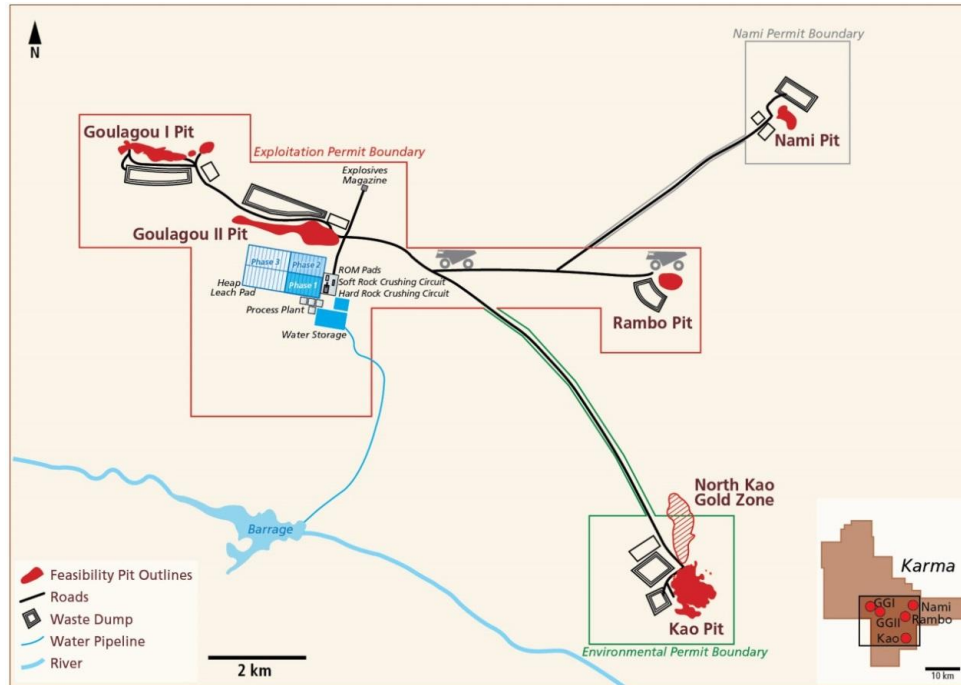 N
Nami Permit Boundary
Goulagou I Pit
Exploitation Permit Boundary
Nami Pit
Explosives
Magazine
Goulagou II Pit
Phase 3
Phase 2
Phase 1
Heap
Leach Pad
ROM Pads
Soft Rock Crushing Circuit
Hard Rock Crushing Circuit
Process Plant
Water Storage
Rambo Pit
North Kao
Gold Zone
Barrage
Kao Pit
Environmental Permit Boundary
Feasibility Pit Outlines
Roads
Waste Dump
Water Pipeline
River
2 km
Karma
GGI
Nami
GGII
Rambo
Kao
10 km